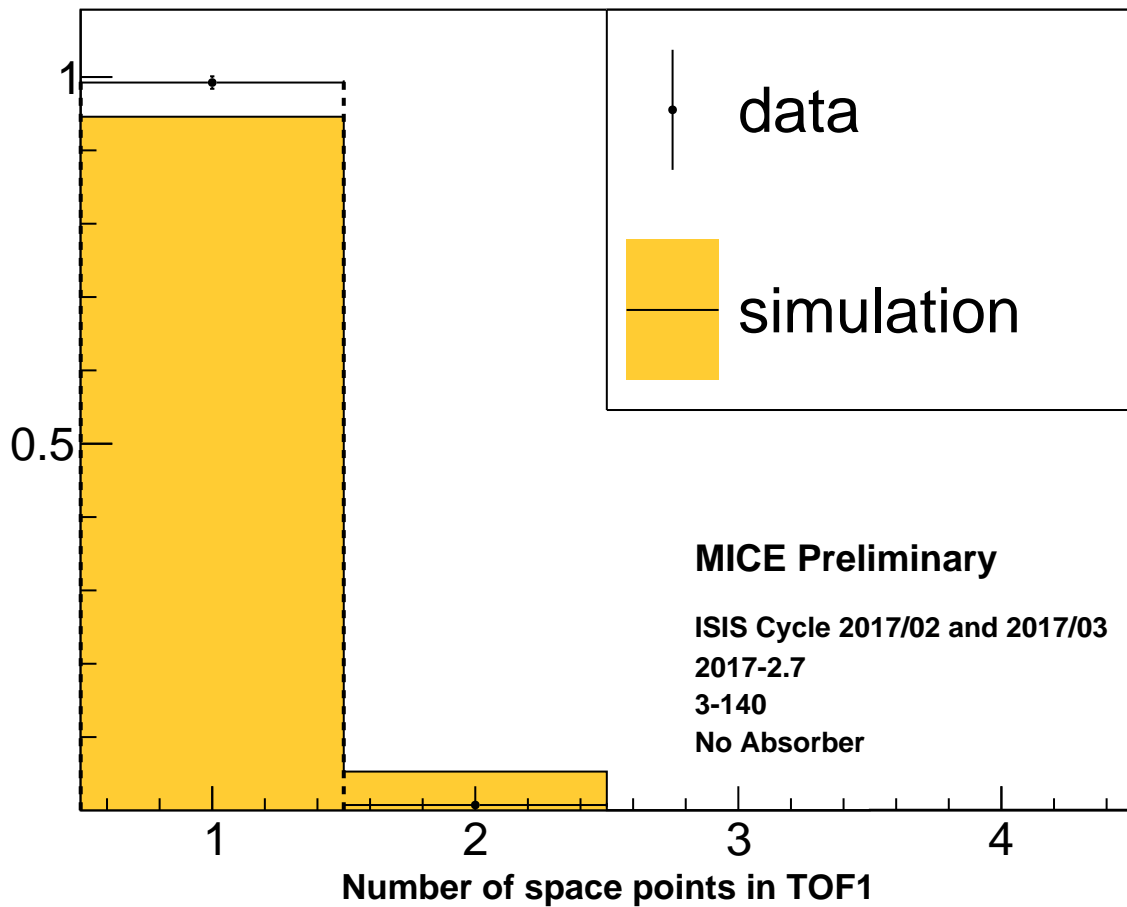 1
data
simulation
0.5
MICE Preliminary
ISIS Cycle 2017/02 and 2017/03
2017-2.7
3-140
No Absorber
1 2 3 4
Number of space points in TOF1